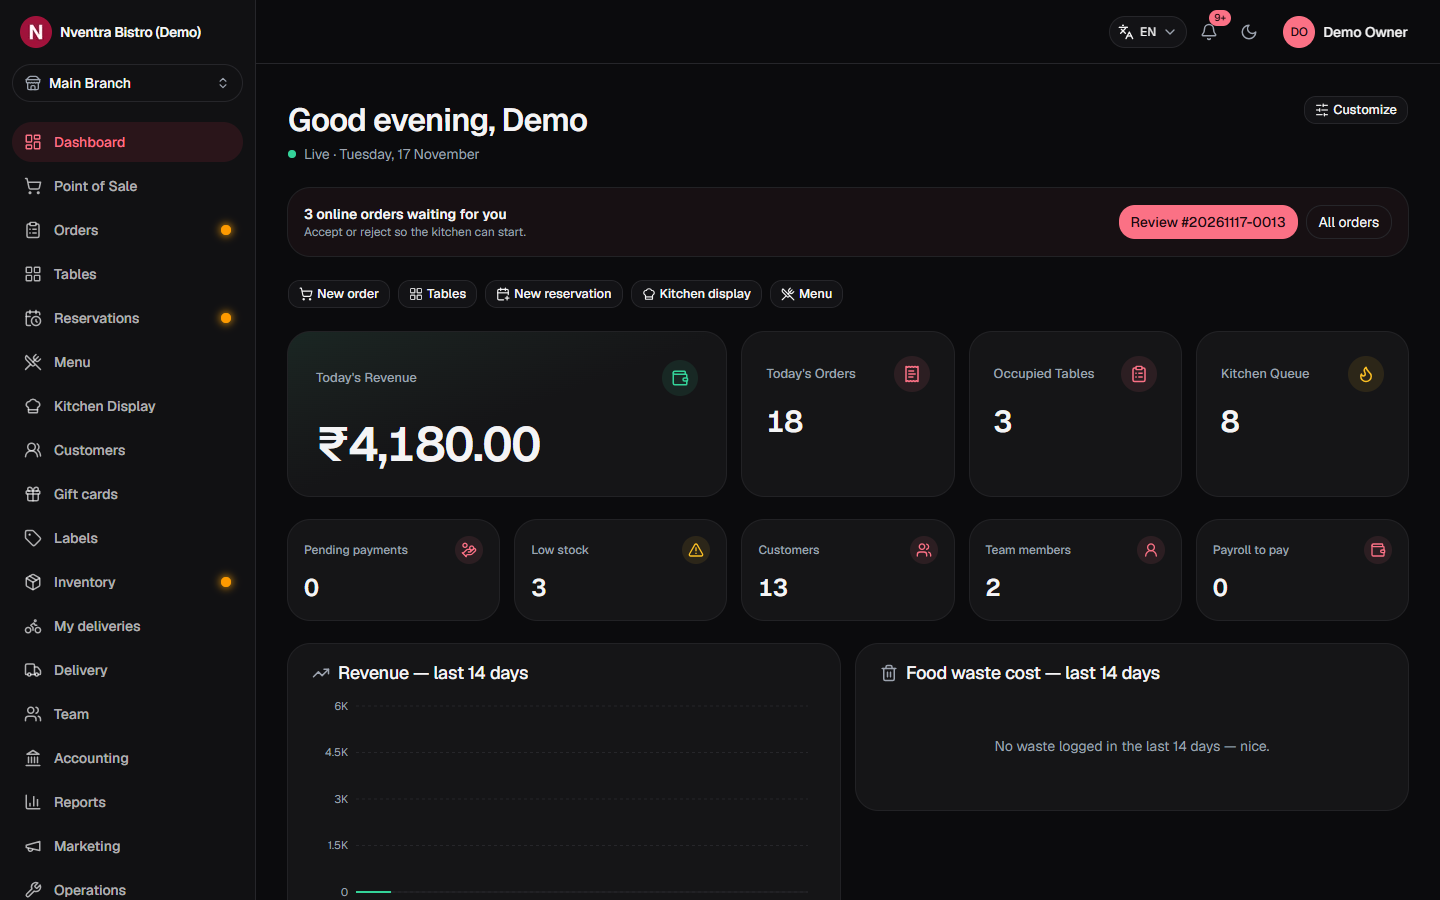 N Nventra Bistro (Demo)
EN
9+
DO Demo Owner
Main Branch
Dashboard
Point of Sale
Orders
Tables
Reservations
Menu
Kitchen Display
Customers
Gift cards
Labels
Inventory
My deliveries
Delivery
Team
Accounting
Reports
Marketing
Operations
Good evening, Demo
Customize
Live · Tuesday, 17 November
3 online orders waiting for you
Accept or reject so the kitchen can start.
Review #20261117-0013
All orders
New order
Tables
New reservation
Kitchen display
Menu
Today's Revenue
₹4,180.00
Today's Orders
18
Occupied Tables
3
Kitchen Queue
8
Pending payments
0
Low stock
3
Customers
13
Team members
2
Payroll to pay
0
Revenue — last 14 days
6K
4.5K
3K
1.5K
0
Food waste cost — last 14 days
No waste logged in the last 14 days — nice.